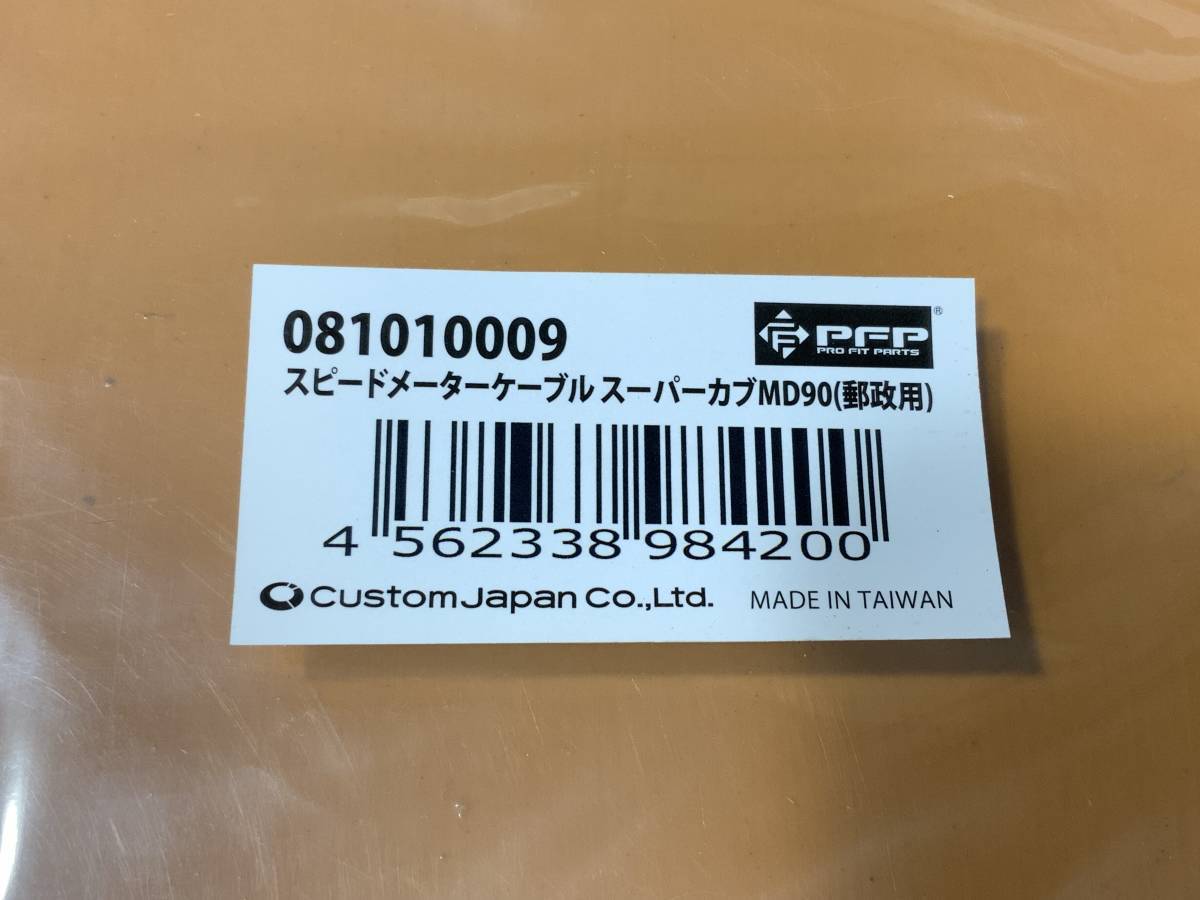 081010009
PFP®
PRO FIT PARTS
スピードメーターケーブル スーパーカブMD90(郵政用)
4 562338 984200
Custom Japan Co.,Ltd. MADE IN TAIWAN